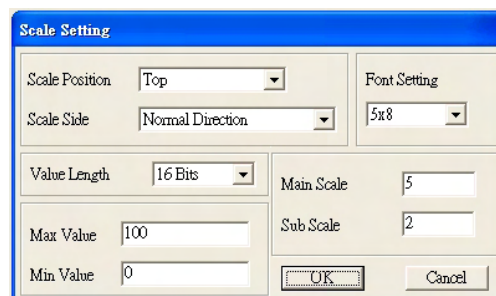 Scale Setting
Scale Position Top
Scale Side Normal Direction
Font Setting
5x8
Value Length 16 Bits
Max Value 100
Min Value 0
Main Scale 5
Sub Scale 2
OK Cancel